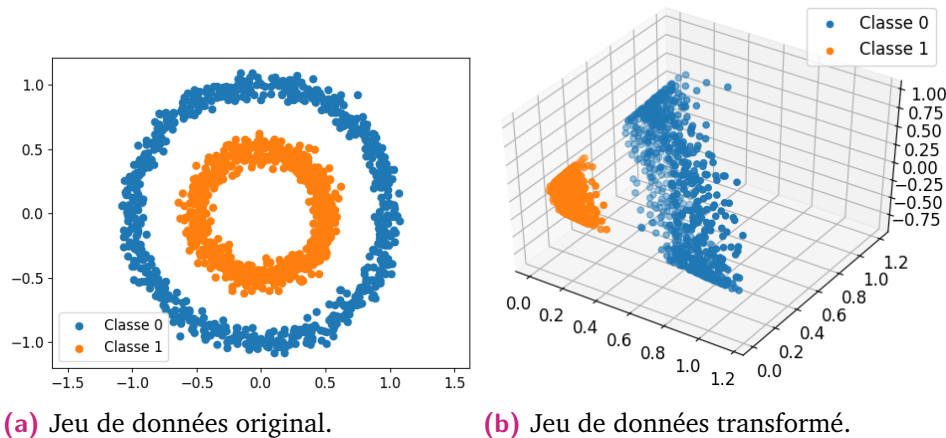 1.0
0.5
0.0
−0.5
−1.0
−1.5 −1.0 −0.5 0.0 0.5 1.0 1.5
Classe 0
Classe 1
Classe 0
Classe 1
1.00
0.75
0.50
0.25
0.00
−0.25
−0.50
−0.75
0.0 0.2 0.4 0.6 0.8 1.0 1.2
0.0 0.2 0.4 0.6 0.8 1.0 1.2
(a) Jeu de données original.
(b) Jeu de données transformé.